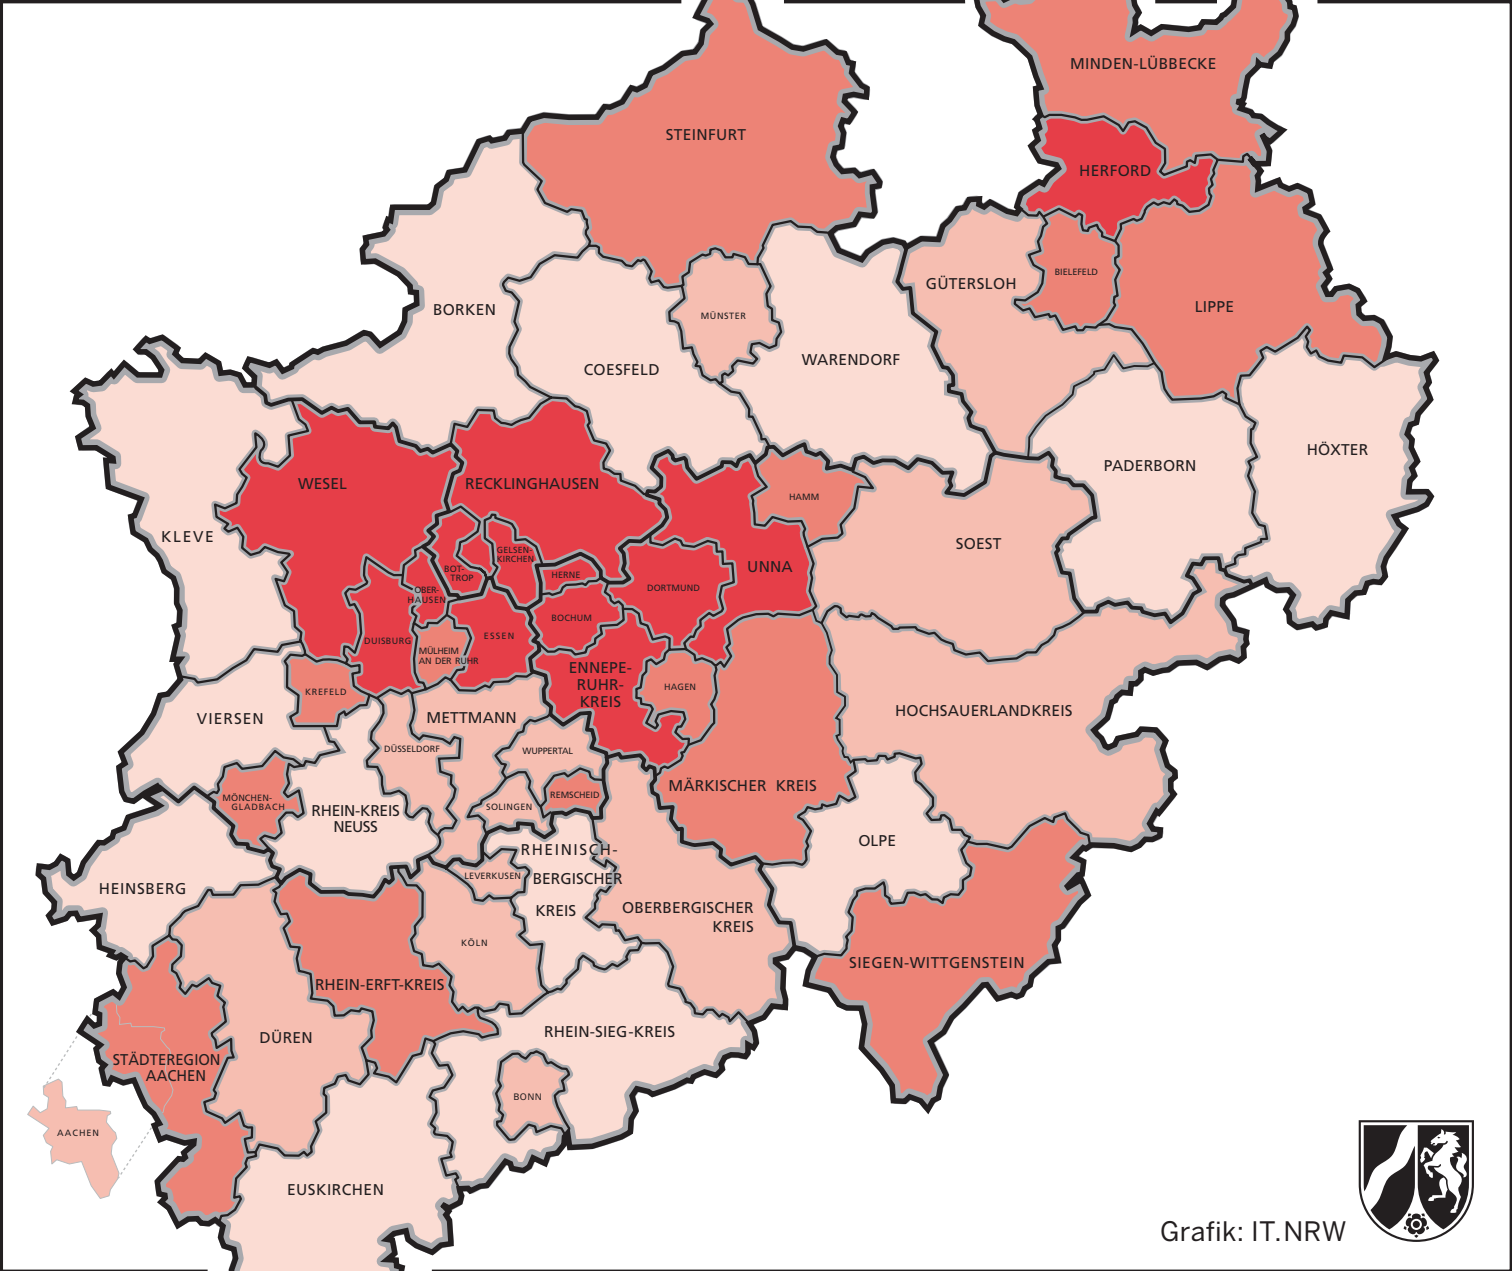 MINDEN-LÜBBECKE
STEINFURT
HERFORD
BIELEFELD
GÜTERSLOH
LIPPE
BORKEN
MÜNSTER
WARENDORF
COESFELD
HÖXTER
PADERBORN
WESEL
RECKLINGHAUSEN
HAMM
KLEVE
SOEST
GELSEN-
KIRCHEN
BOT-
TROP
HERNE
UNNA
DORTMUND
OBER-
HAUSEN
BOCHUM
DUISBURG
ESSEN
MÜLHEIM
AN DER RUHR
ENNEPE-
RUHR-
KREIS
HAGEN
KREFELD
HOCHSAUERLANDKREIS
VIERSEN
METTMANN
DÜSSELDORF
WUPPERTAL
MÄRKISCHER KREIS
REMSCHEID
MÖNCHEN-
GLADBACH
SOLINGEN
RHEIN-KREIS
NEUSS
OLPE
RHEINISCH-
BERGISCHER
KREIS
LEVERKUSEN
HEINSBERG
OBERBERGISCHER
KREIS
KÖLN
SIEGEN-WITTGENSTEIN
RHEIN-ERFT-KREIS
RHEIN-SIEG-KREIS
DÜREN
STÄDTEREGION
AACHEN
BONN
AACHEN
EUSKIRCHEN
Grafik: IT.NRW